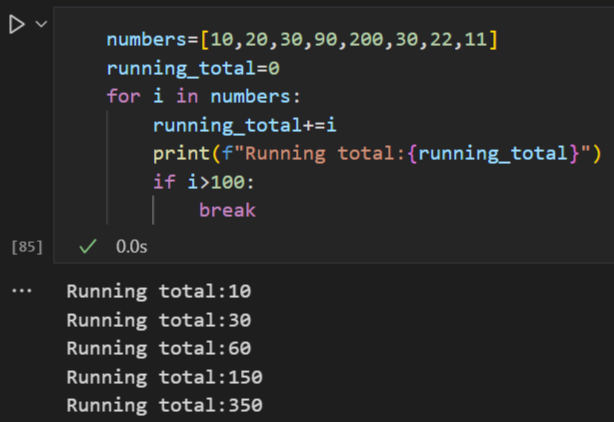 numbers=[10,20,30,90,200,30,22,11]
running_total=0
for i in numbers:
    running_total+=i
    print(f"Running total:{running_total}")
    if i>100:
        break
[85] ✓ 0.0s
... Running total:10
Running total:30
Running total:60
Running total:150
Running total:350